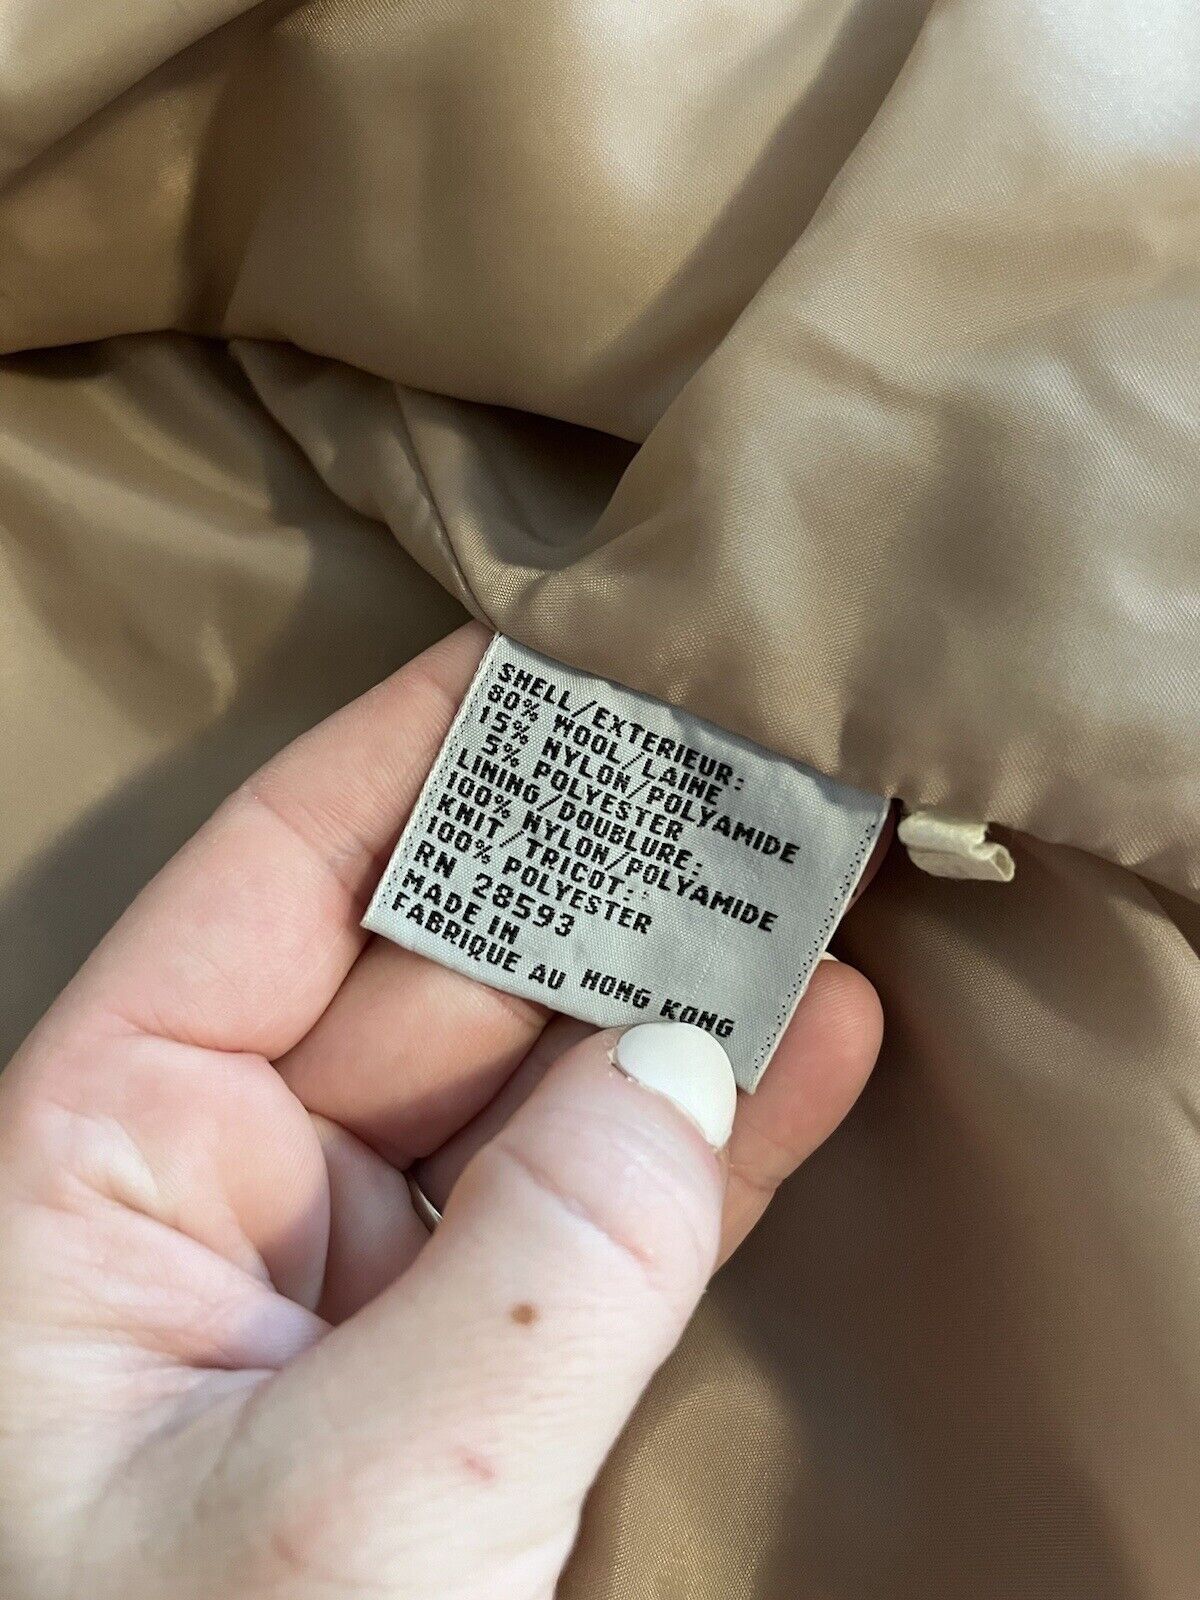 SHELL/EXTERIEUR:
80% WOOL/LAINE
15% NYLON/POLYAMIDE
5% POLYESTER
LINING/DOUBLURE:
100% NYLON/POLYAMIDE
KNIT/TRICOT:
100% POLYESTER
RN 28593
MADE IN
FABRIQUE AU HONG KONG